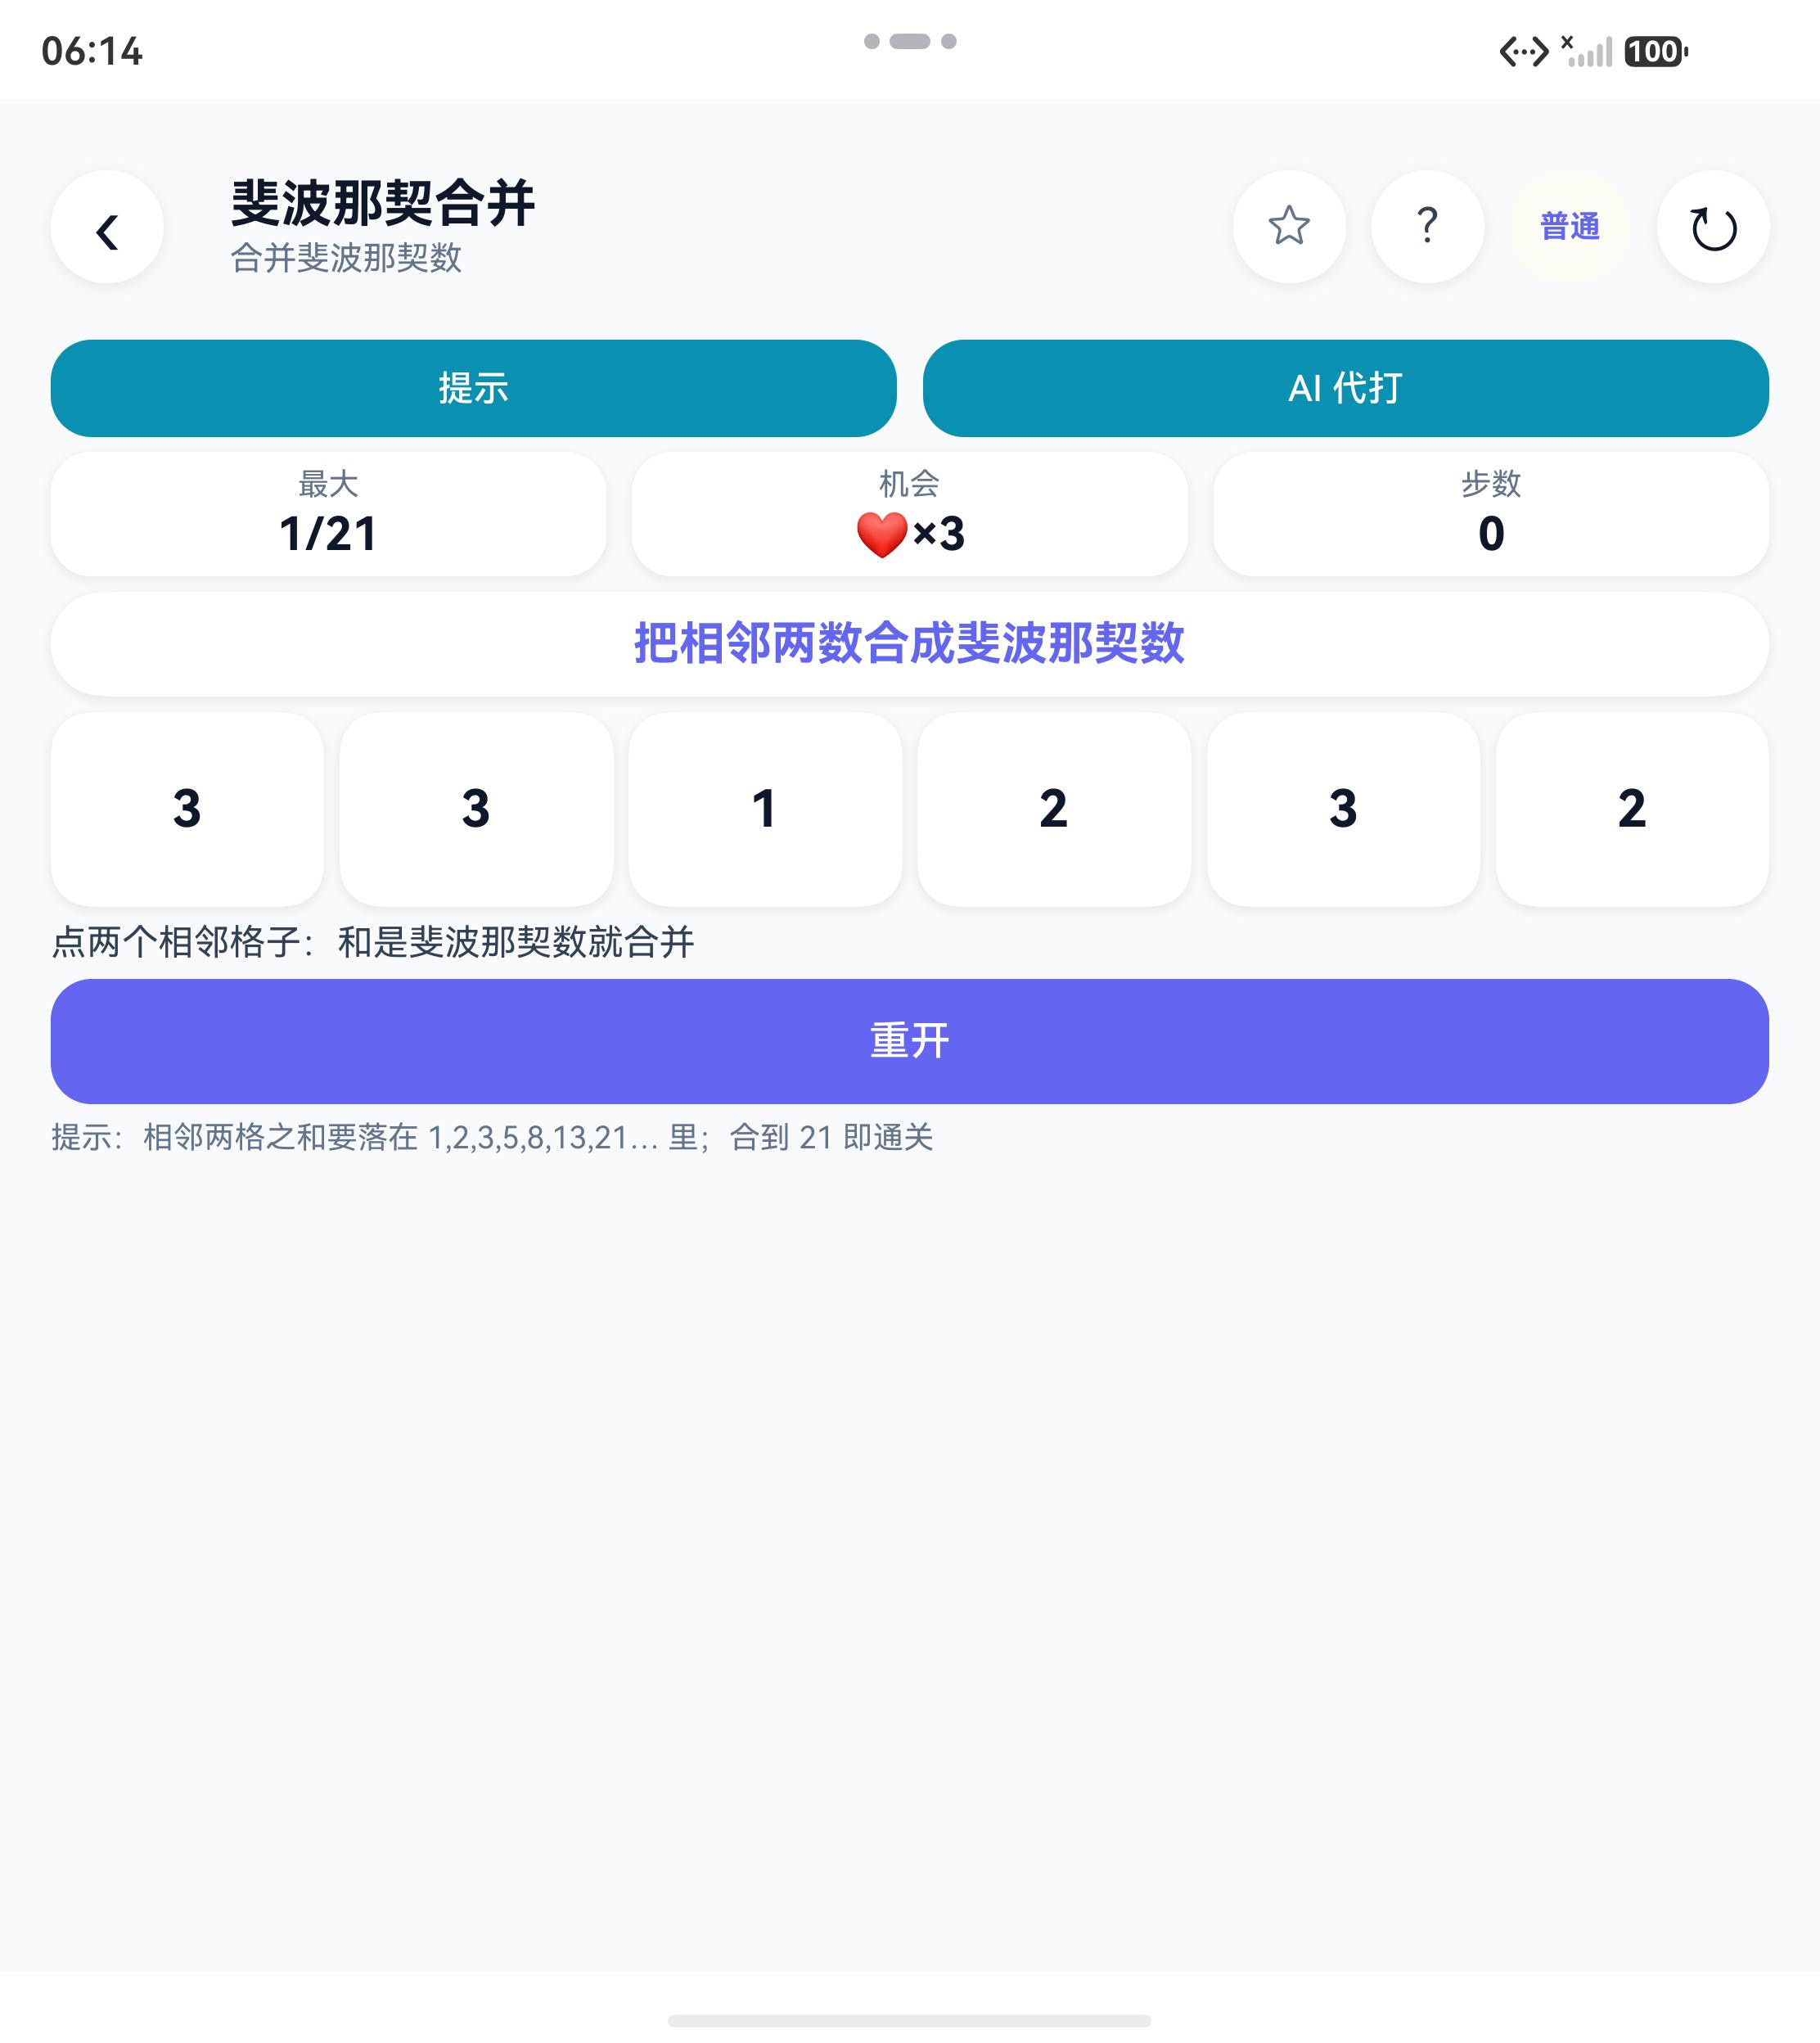 06:14
100
斐波那契合并
合并斐波那契数
?
普通
提示
AI 代打
最大
1/21
机会
❤️×3
步数
0
把相邻两数合成斐波那契数
3 3 1 2 3 2
点两个相邻格子：和是斐波那契数就合并
重开
提示：相邻两格之和要落在 1,2,3,5,8,13,21... 里；合到 21 即通关